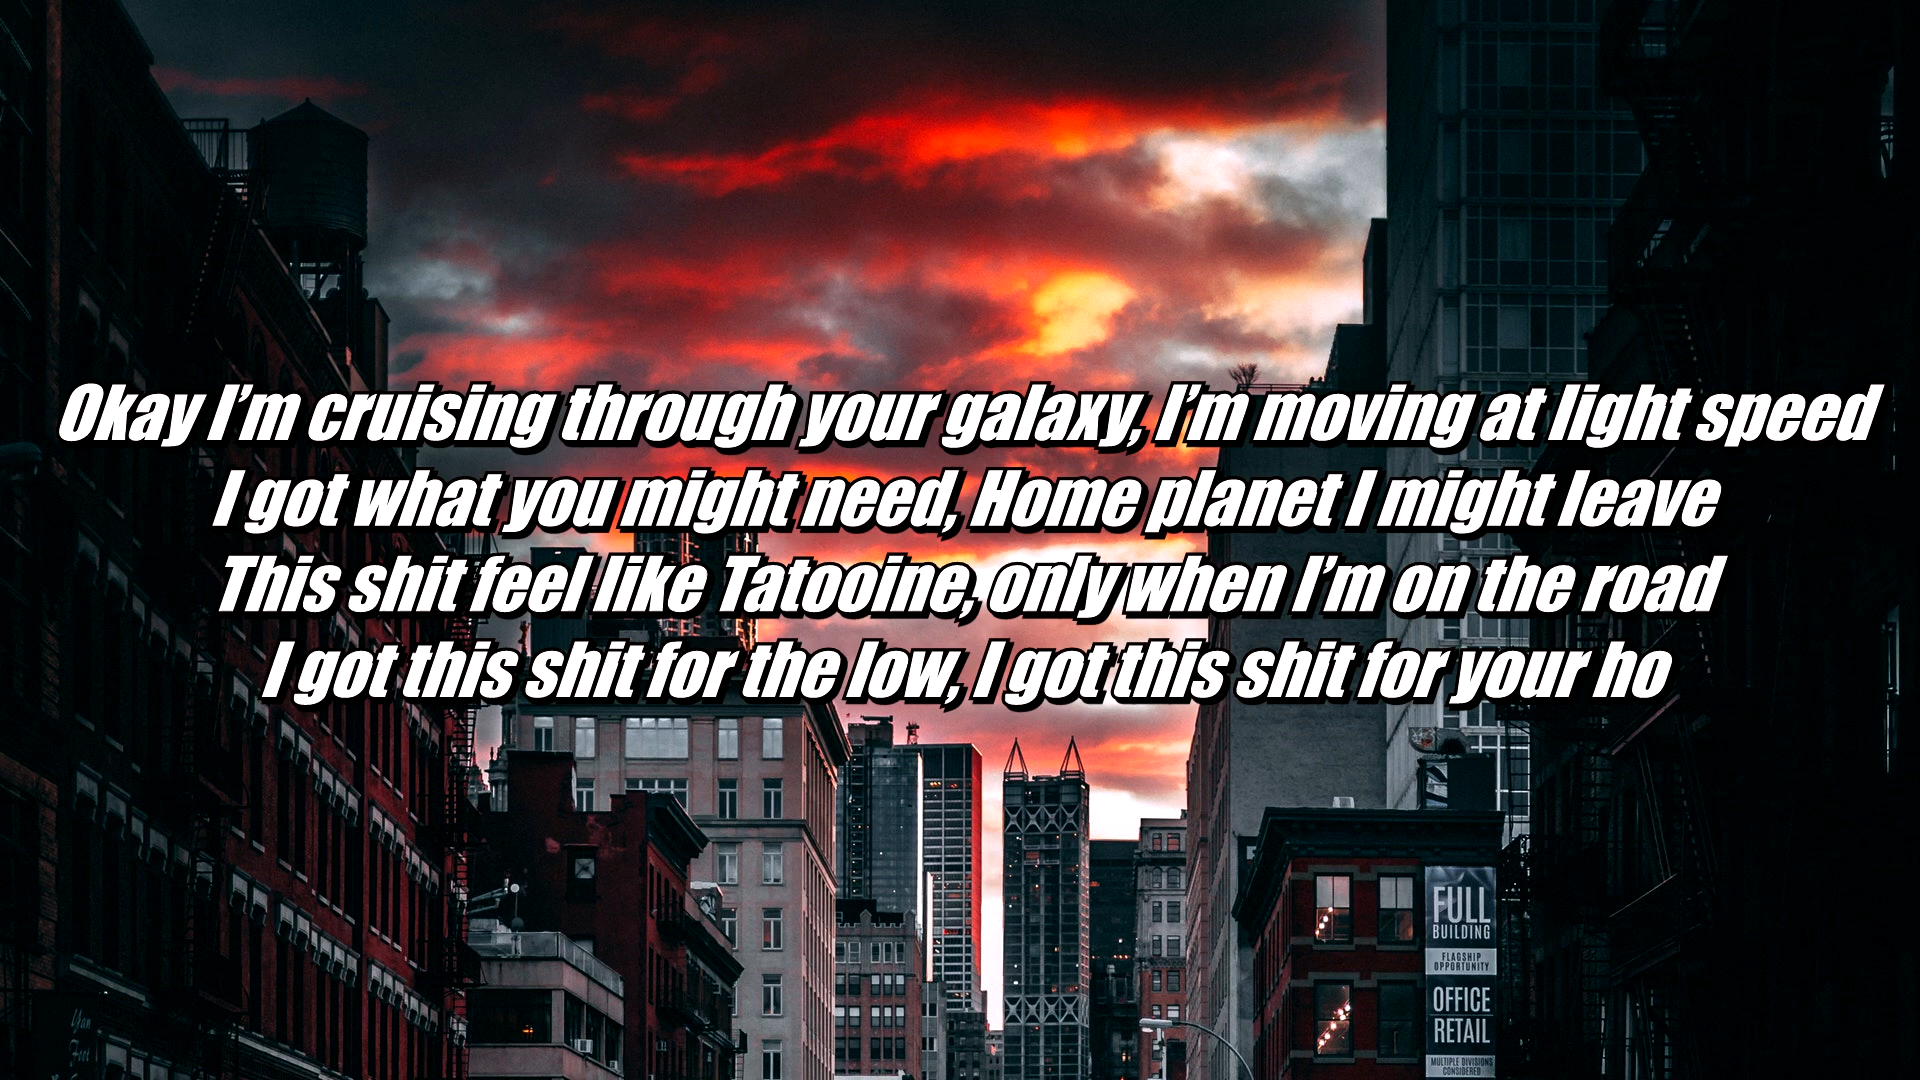 Okay I’m cruising through your galaxy, I’m moving at light speed
I got what you might need, Home planet I might leave
This shit feel like Tatooine, only when I’m on the road
I got this shit for the low, I got this shit for your ho
FULL
BUILDING
FLAGSHIP
OPPORTUNITY
OFFICE
RETAIL
MULTIPLE DIVISIONS
CONSIDERED